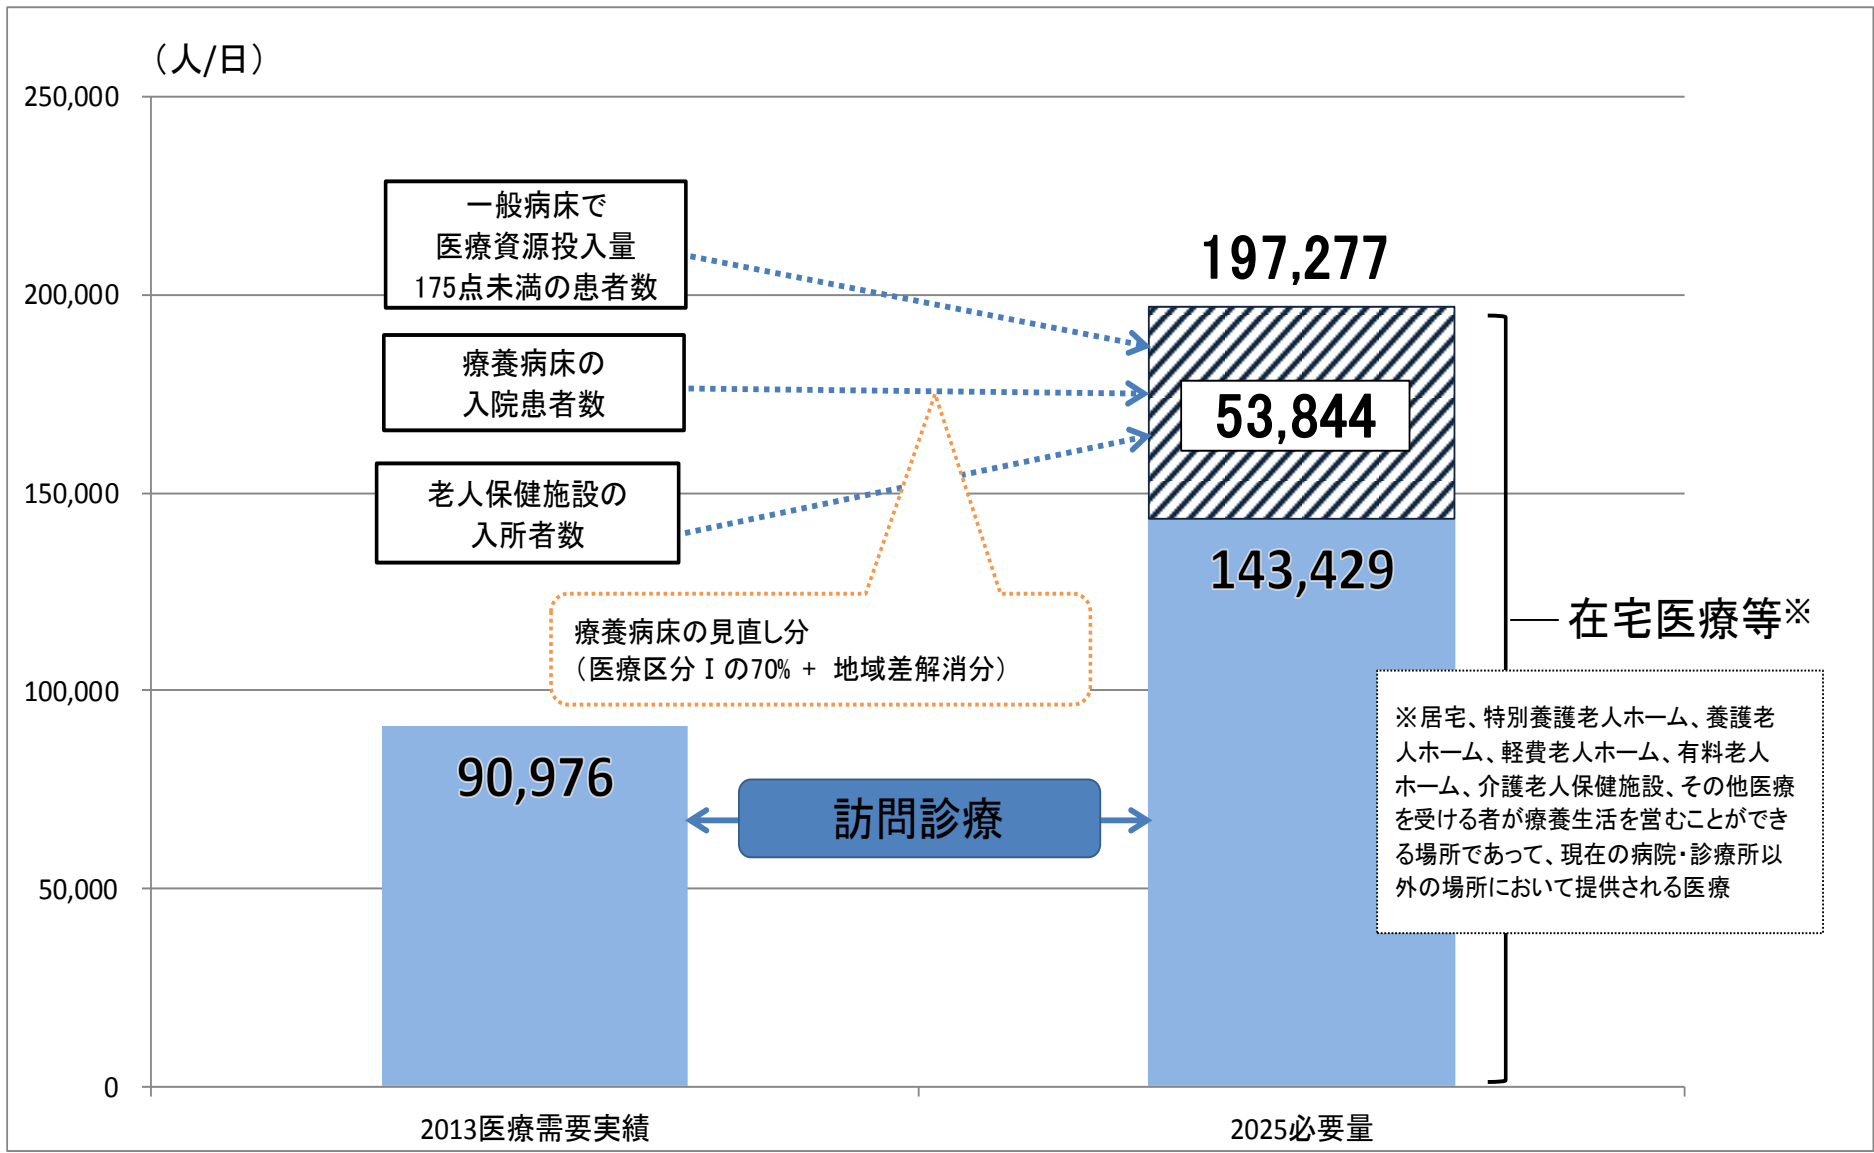 （人/日）
250,000
200,000
150,000
100,000
50,000
0
一般病床で
医療資源投入量
175点未満の患者数
療養病床の
入院患者数
老人保健施設の
入所者数
療養病床の見直し分
（医療区分Ⅰの70% + 地域差解消分）
90,976
訪問診療
197,277
53,844
143,429
在宅医療等※
※居宅、特別養護老人ホーム、養護老
人ホーム、軽費老人ホーム、有料老人
ホーム、介護老人保健施設、その他医療
を受ける者が療養生活を営むことができ
る場所であって、現在の病院・診療所以
外の場所において提供される医療
2013医療需要実績
2025必要量